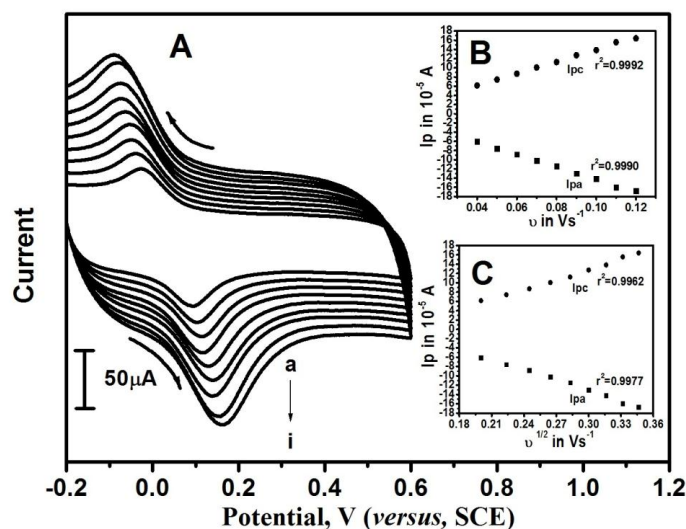 A
Current
50μA
a
i
-0.2 0.0 0.2 0.4 0.6 0.8 1.0 1.2
Potential, V (versus, SCE)
B
Ip in 10-5 A
18
16
14
12
10
8
6
4
2
0
-2
-4
-6
-8
-10
-12
-14
-16
-18
Ipc
r2=0.9992
r2=0.9990
Ipa
0.04 0.06 0.08 0.10 0.12
υ in Vs-1
C
Ip in 10-5 A
18
16
14
12
10
8
6
4
2
0
-2
-4
-6
-8
-10
-12
-14
-16
-18
r2=0.9962
Ipc
r2=0.9977
Ipa
0.18 0.21 0.24 0.27 0.30 0.33 0.36
υ1/2 in Vs-1